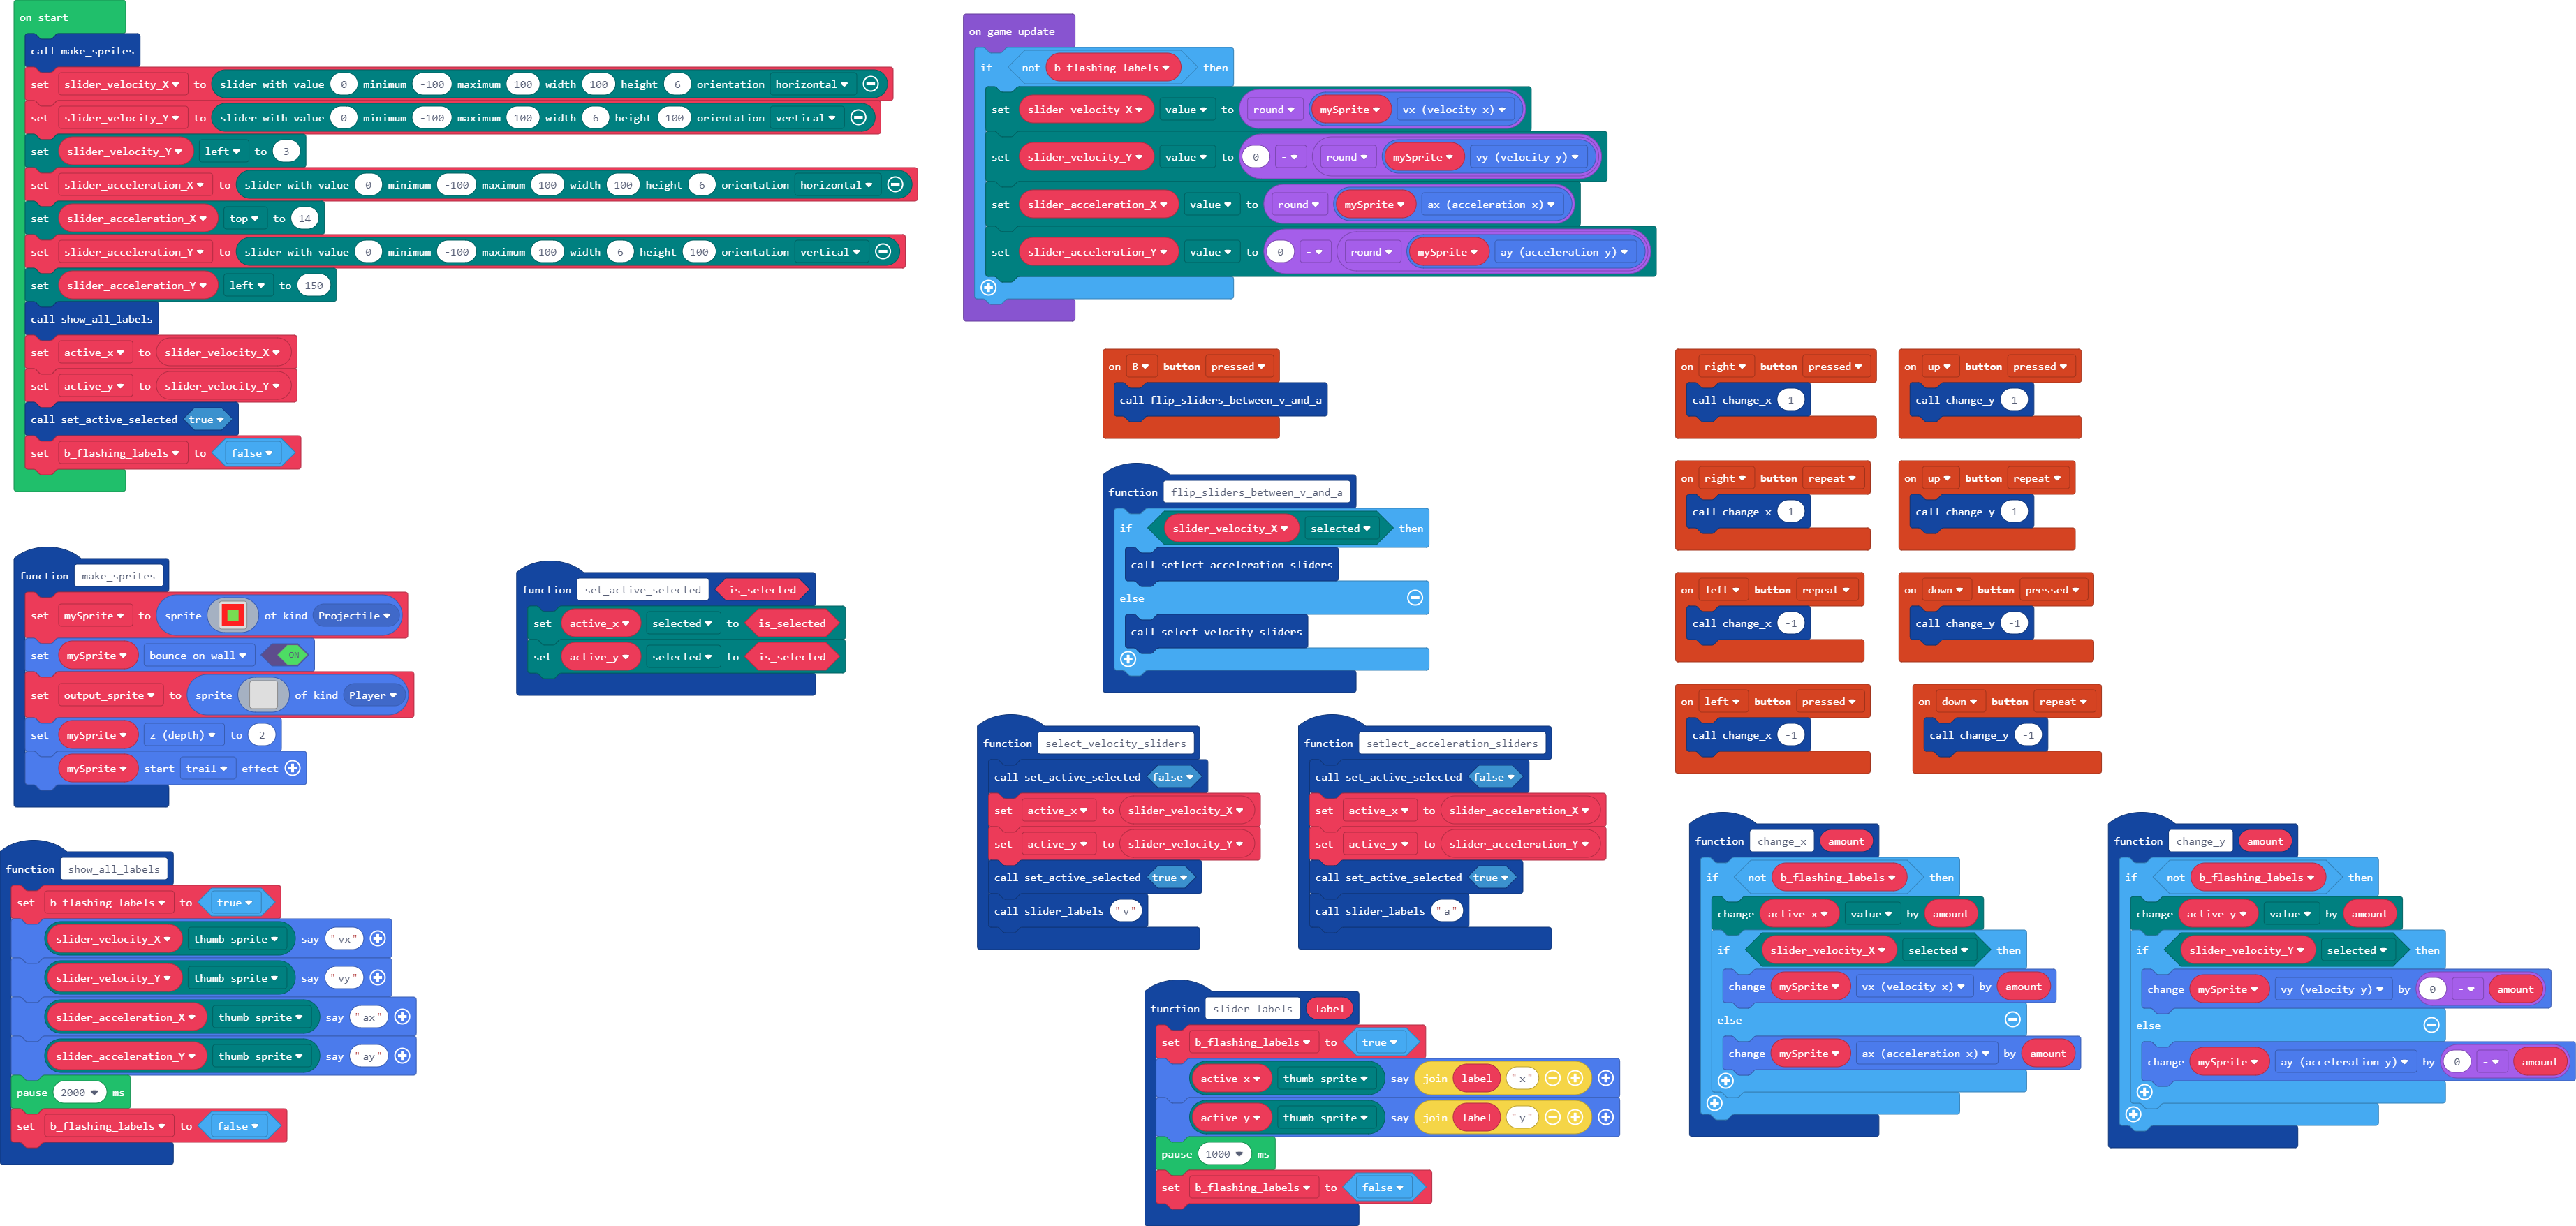 on start
call make_sprites
set slider_velocity_X to slider with value 0 minimum -100 maximum 100 width 100 height 6 orientation horizontal
set slider_velocity_Y to slider with value 0 minimum -100 maximum 100 width 6 height 100 orientation vertical
set slider_velocity_Y left to 3
set slider_acceleration_X to slider with value 0 minimum -100 maximum 100 width 100 height 6 orientation horizontal
set slider_acceleration_X top to 14
set slider_acceleration_Y to slider with value 0 minimum -100 maximum 100 width 6 height 100 orientation vertical
set slider_acceleration_Y left to 150
call show_all_labels
set active_x to slider_velocity_X
set active_y to slider_velocity_Y
call set_active_selected true
set b_flashing_labels to false
function make_sprites
set mySprite to sprite of kind Projectile
set mySprite bounce on wall ON
set output_sprite to sprite of kind Player
set mySprite z (depth) to 2
mySprite start trail effect
function set_active_selected is_selected
set active_x selected to is_selected
set active_y selected to is_selected
function show_all_labels
set b_flashing_labels to true
slider_velocity_X thumb sprite say "vx"
slider_velocity_Y thumb sprite say "vy"
slider_acceleration_X thumb sprite say "ax"
slider_acceleration_Y thumb sprite say "ay"
pause 2000 ms
set b_flashing_labels to false
on game update
if not b_flashing_labels then
set slider_velocity_X value to round mySprite vx (velocity x)
set slider_velocity_Y value to 0 - round mySprite vy (velocity y)
set slider_acceleration_X value to round mySprite ax (acceleration x)
set slider_acceleration_Y value to 0 - round mySprite ay (acceleration y)
on B button pressed
call flip_sliders_between_v_and_a
function flip_sliders_between_v_and_a
if slider_velocity_X selected then
call setlect_acceleration_sliders
else
call select_velocity_sliders
function select_velocity_sliders
call set_active_selected false
set active_x to slider_velocity_X
set active_y to slider_velocity_Y
call set_active_selected true
call slider_labels "v"
function setlect_acceleration_sliders
call set_active_selected false
set active_x to slider_acceleration_X
set active_y to slider_acceleration_Y
call set_active_selected true
call slider_labels "a"
function slider_labels label
set b_flashing_labels to true
active_x thumb sprite say join label "x"
active_y thumb sprite say join label "y"
pause 1000 ms
set b_flashing_labels to false
on right button pressed
call change_x 1
on up button pressed
call change_y 1
on right button repeat
call change_x 1
on up button repeat
call change_y 1
on left button repeat
call change_x -1
on down button pressed
call change_y -1
on left button pressed
call change_x -1
on down button repeat
call change_y -1
function change_x amount
if not b_flashing_labels then
change active_x value by amount
if slider_velocity_X selected then
change mySprite vx (velocity x) by amount
else
change mySprite ax (acceleration x) by amount
function change_y amount
if not b_flashing_labels then
change active_y value by amount
if slider_velocity_Y selected then
change mySprite vy (velocity y) by 0 - amount
else
change mySprite ay (acceleration y) by 0 - amount